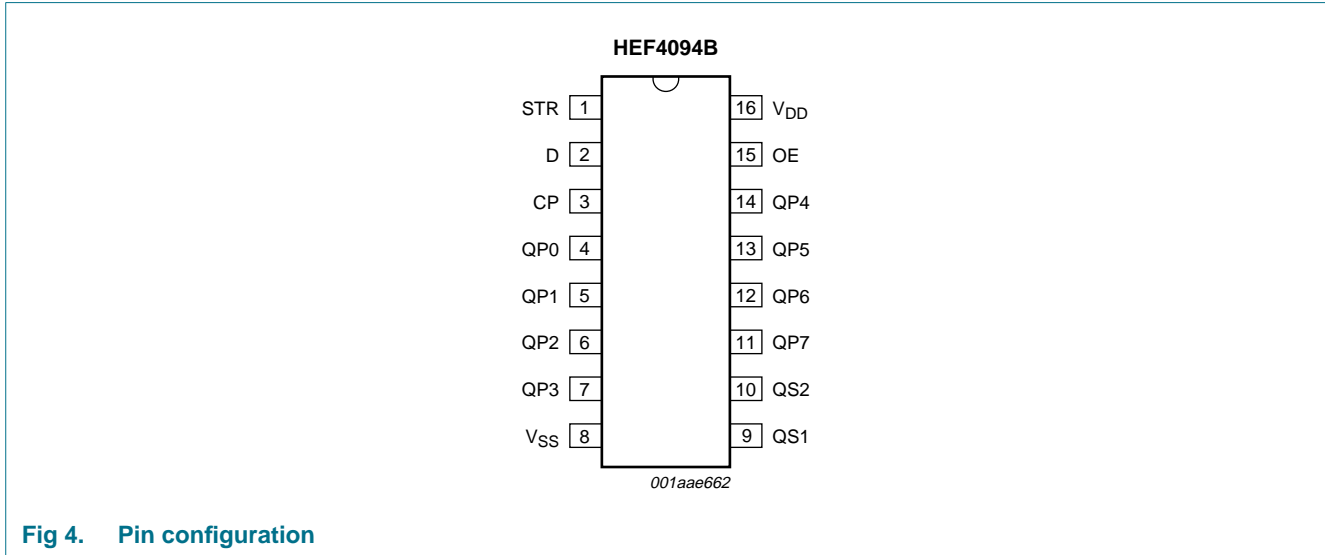 HEF4094B
STR 1
16 VDD
D 2
15 OE
CP 3
14 QP4
QP0 4
13 QP5
QP1 5
12 QP6
QP2 6
11 QP7
QP3 7
10 QS2
VSS 8
9 QS1
001aae662
Fig 4. Pin configuration